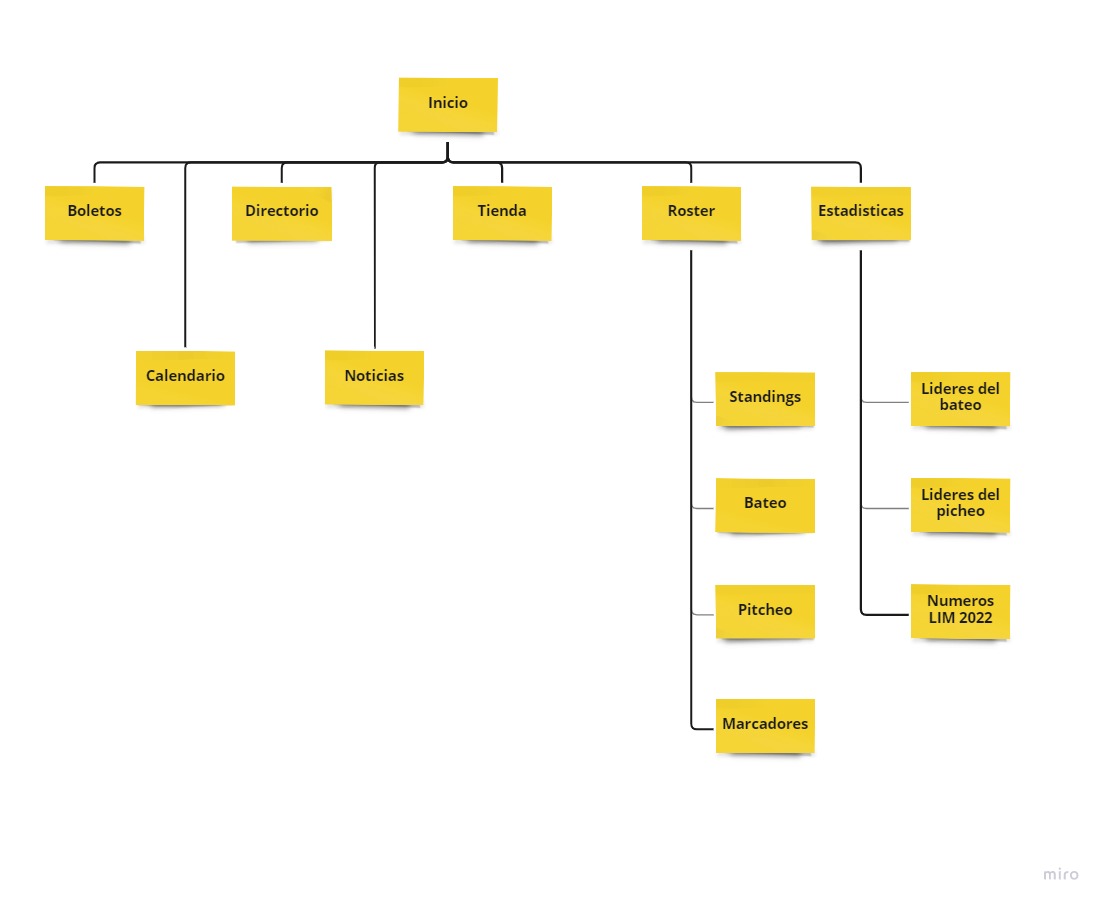 Inicio
Boletos
Directorio
Tienda
Roster
Estadisticas
Calendario
Noticias
Standings
Lideres del
bateo
Bateo
Lideres del
picheo
Pitcheo
Numeros
LIM 2022
Marcadores
miro